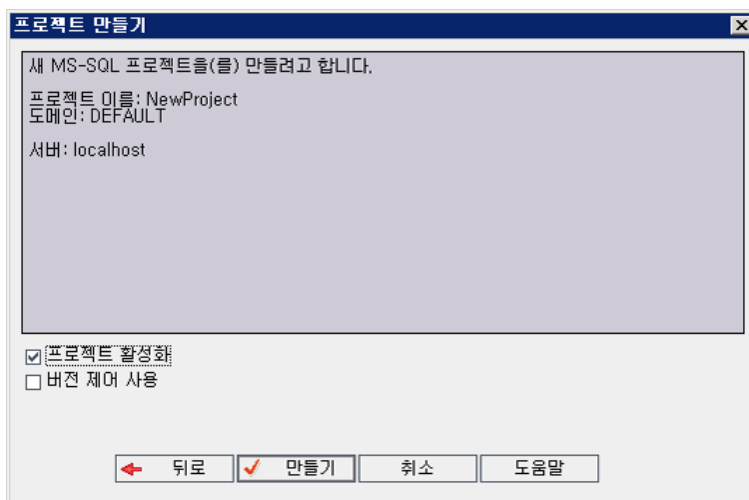 프로젝트 만들기
새 MS-SQL 프로젝트을(를) 만들려고 합니다.
프로젝트 이름: NewProject
도메인: DEFAULT
서버: localhost
프로젝트 활성화
버전 제어 사용
뒤로 만들기 취소 도움말